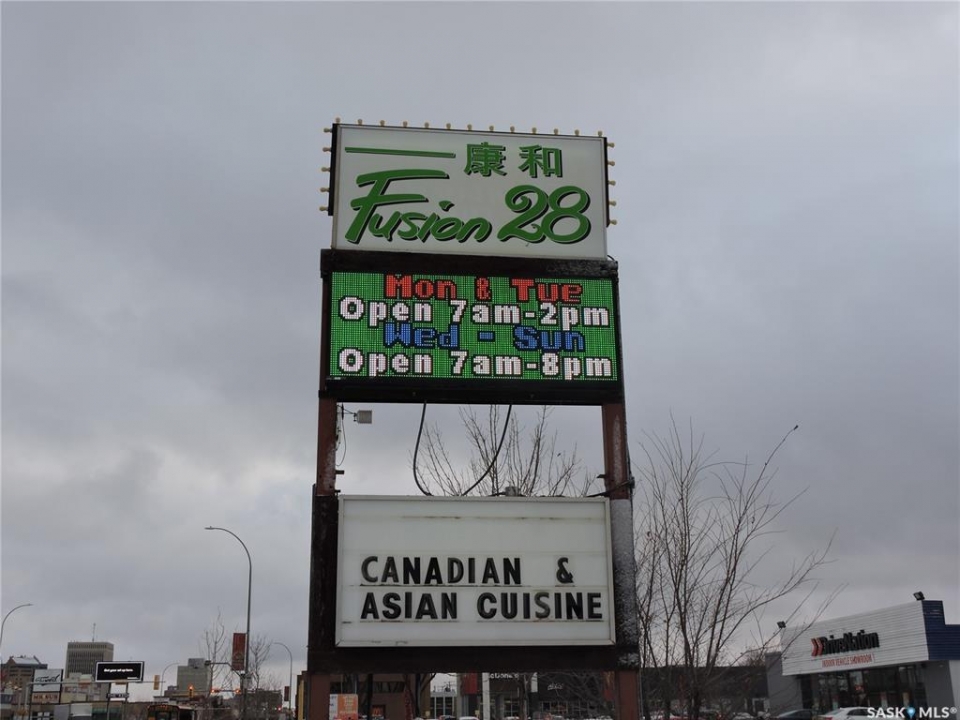 康和
Fusion 28
Mon & Tue
Open 7am-2pm
Wed - Sun
Open 7am-8pm
CANADIAN &
ASIAN CUISINE
DriveNation
SASK MLS®